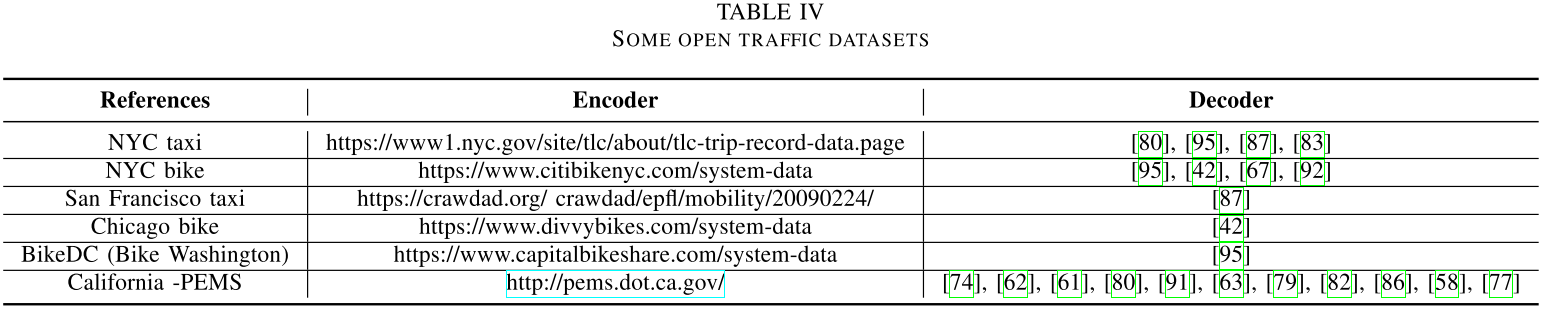 TABLE IV
SOME OPEN TRAFFIC DATASETS
References Encoder Decoder
NYC taxi https://www1.nyc.gov/site/tlc/about/tlc-trip-record-data.page [80], [95], [87], [83]
NYC bike https://www.citibikenyc.com/system-data [95], [42], [67], [92]
San Francisco taxi https://crawdad.org/ crawdad/epfl/mobility/20090224/ [87]
Chicago bike https://www.divvybikes.com/system-data [42]
BikeDC (Bike Washington) https://www.capitalbikeshare.com/system-data [95]
California -PEMS http://pems.dot.ca.gov/ [74], [62], [61], [80], [91], [63], [79], [82], [86], [58], [77]